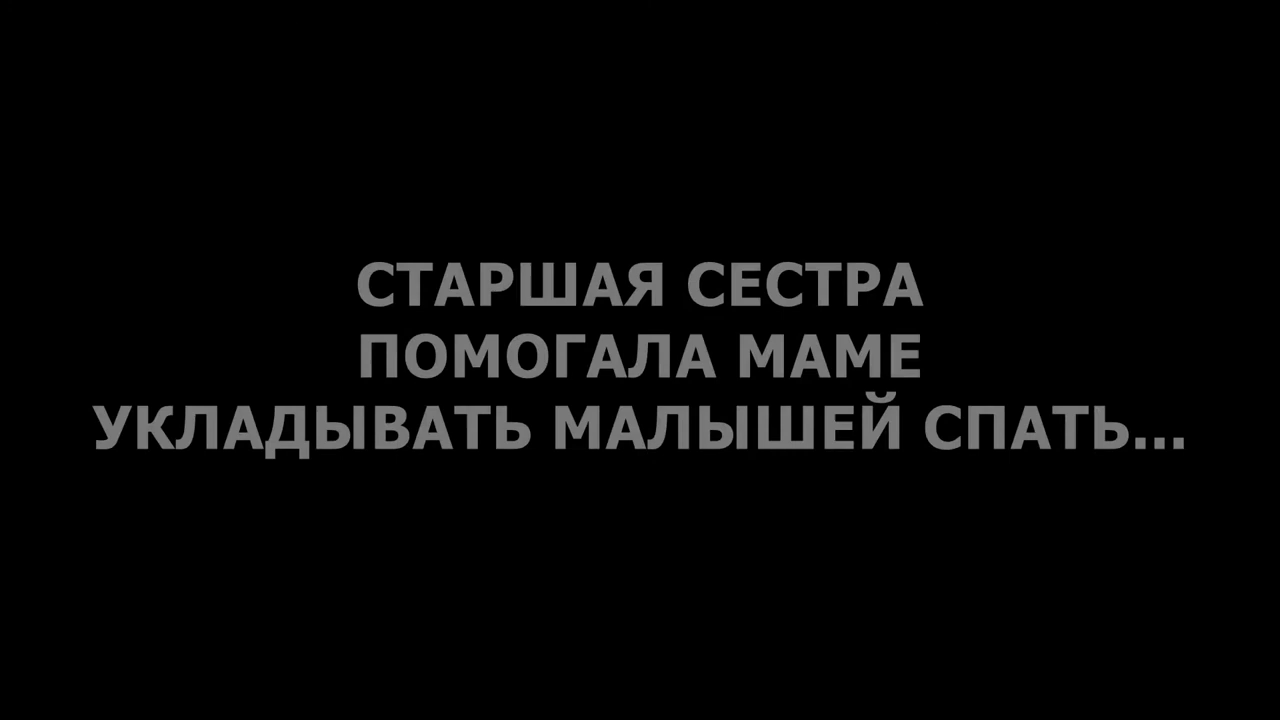 СТАРШАЯ СЕСТРА
ПОМОГАЛА МАМЕ
УКЛАДЫВАТЬ МАЛЫШЕЙ СПАТЬ...